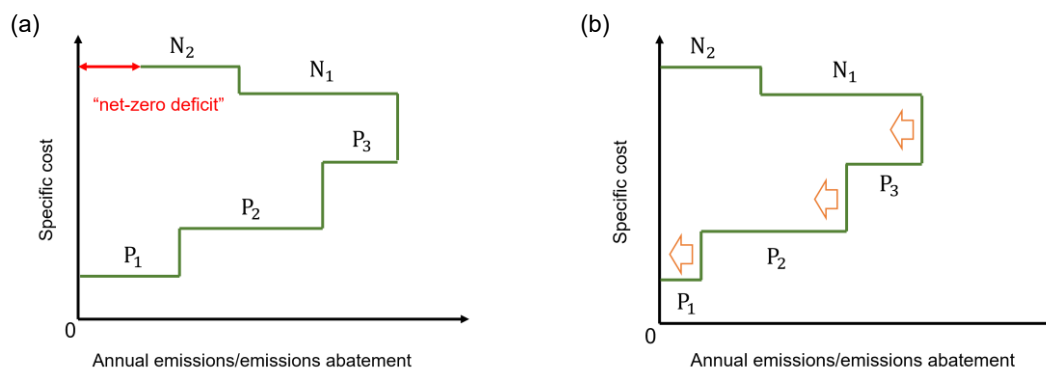 (a)
N₂
N₁
"net-zero deficit"
P₃
P₂
P₁
Specific cost
0
Annual emissions/emissions abatement
(b)
N₂
N₁
P₃
P₂
P₁
Specific cost
0
Annual emissions/emissions abatement